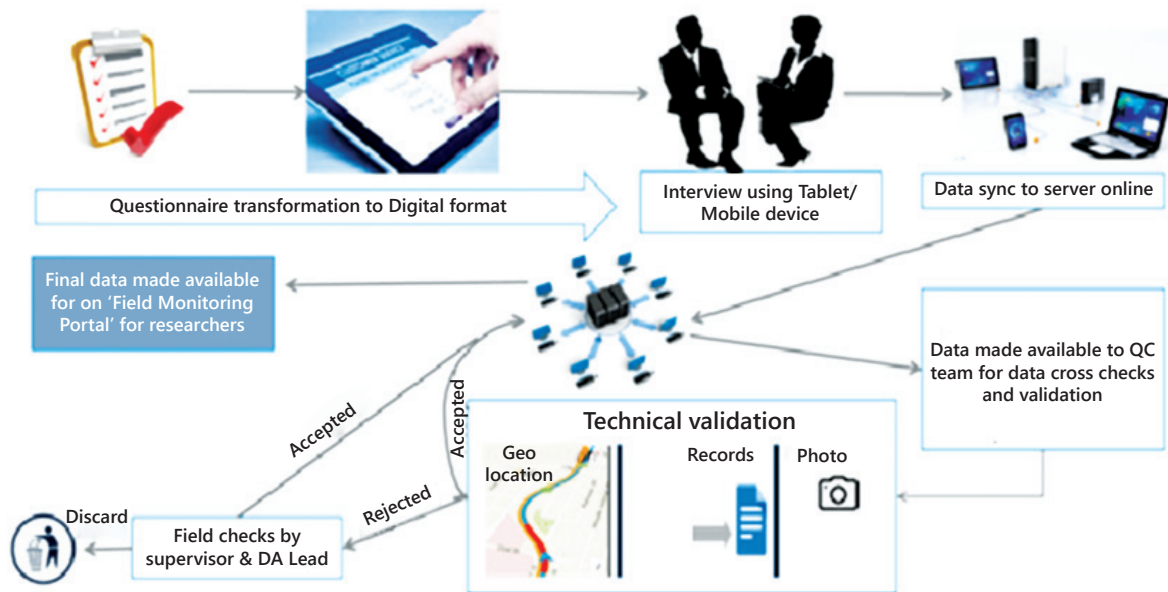 Questionnaire transformation to Digital format
Interview using Tablet/
Mobile device
Data sync to server online
Final data made available
for on 'Field Monitoring
Portal' for researchers
Data made available to QC
team for data cross checks
and validation
Accepted
Accepted
Technical validation
Geo
location
Records
Photo
Rejected
Discard
Field checks by
supervisor & DA Lead